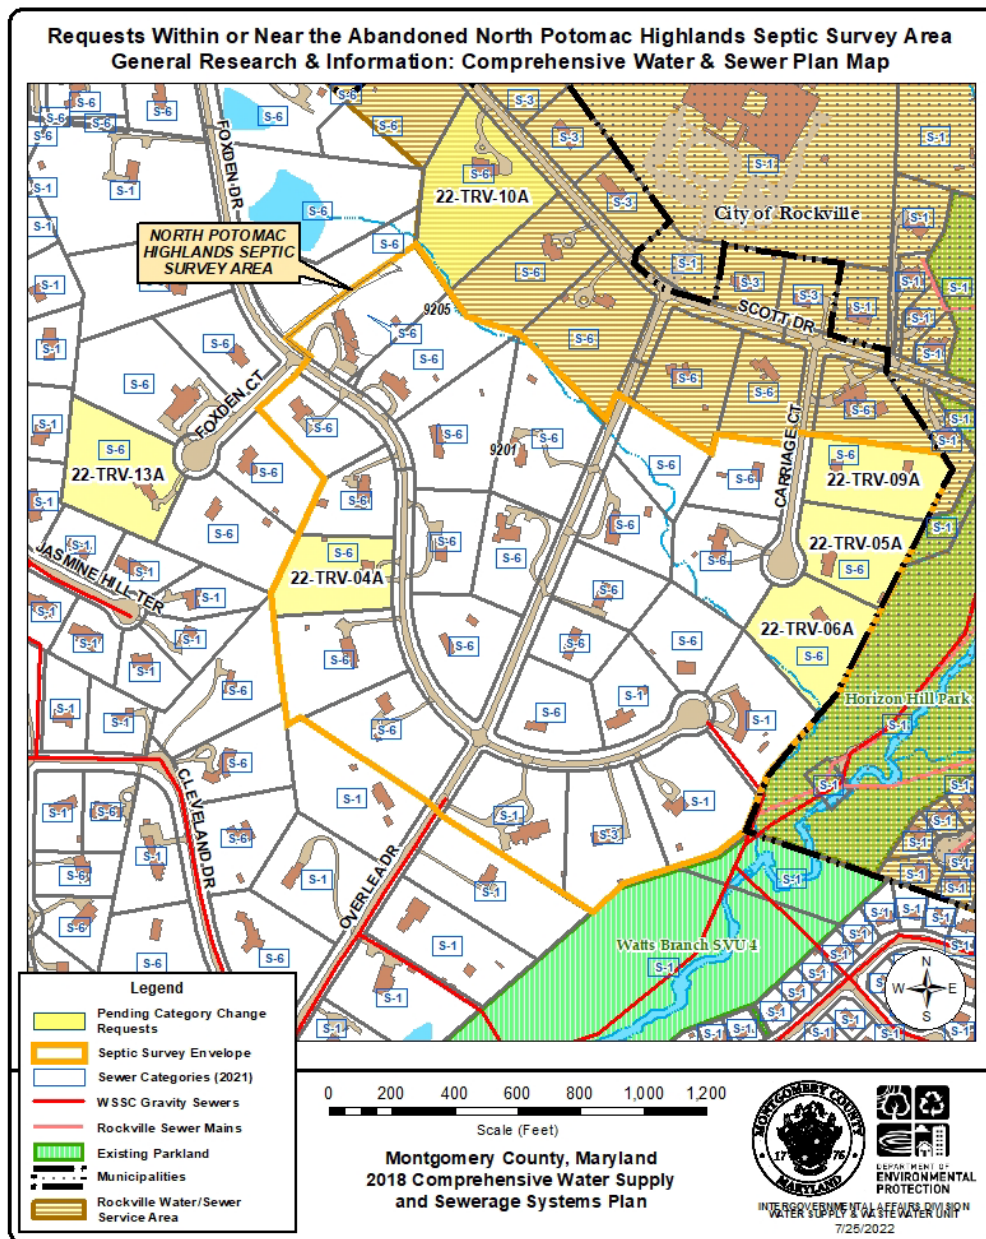 Requests Within or Near the Abandoned North Potomac Highlands Septic Survey Area
General Research & Information: Comprehensive Water & Sewer Plan Map
FOXDEN DR
22-TRV-10A
City of Rockville
NORTH POTOMAC
HIGHLANDS SEPTIC
SURVEY AREA
9205
SCOTT DR
FOXDEN CT
CARRIAGE CT
9201
22-TRV-13A
22-TRV-09A
22-TRV-05A
JASMINE HILL TER
22-TRV-04A
22-TRV-06A
Horizon Hill Park
CLEVELAND DR
OVERLEA DR
Watts Branch SVU 4
S-6
S-3
S-1
N
W E
S
Legend
Pending Category Change
Requests
Septic Survey Envelope
Sewer Categories (2021)
WSSC Gravity Sewers
Rockville Sewer Mains
Existing Parkland
Municipalities
Rockville Water/Sewer
Service Area
0 200 400 600 800 1,000 1,200
Scale (Feet)
Montgomery County, Maryland
2018 Comprehensive Water Supply
and Sewerage Systems Plan
MONTGOMERY COUNTY
17 76
MARYLAND
DEPARTMENT OF
ENVIRONMENTAL
PROTECTION
INTERGOVERNMENTAL AFFAIRS DIVISION
WATER SUPPLY & WASTEWATER UNIT
7/25/2022